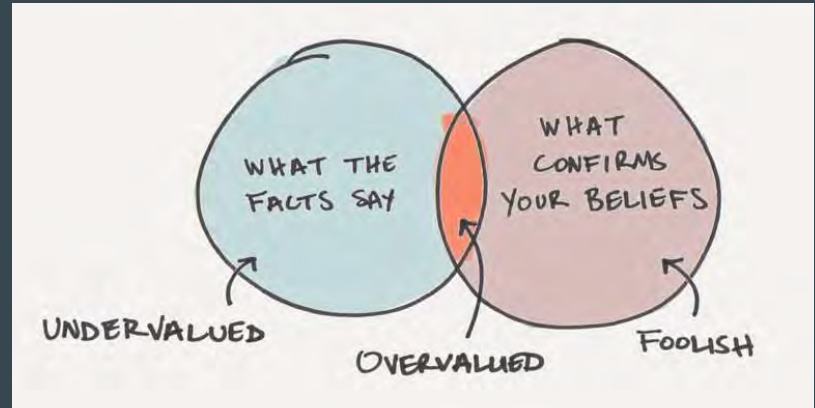 WHAT THE
FACTS SAY
WHAT
CONFIRMS
YOUR BELIEFS
UNDERVALUED
OVERVALUED
FOOLISH